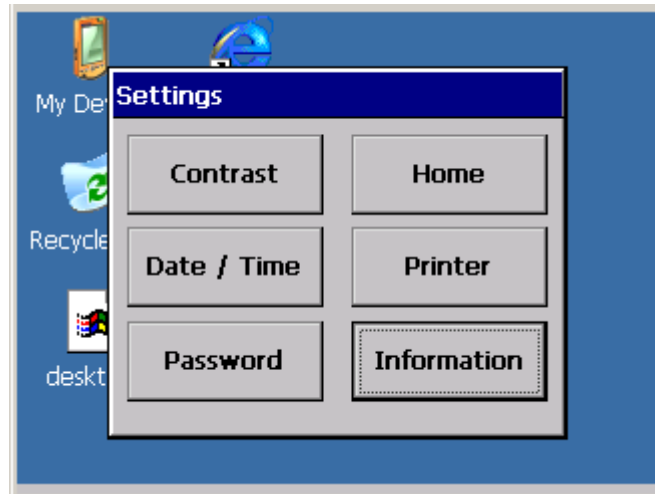 My De
Settings
Contrast
Home
Recycle
Date / Time
Printer
Password
Information
deskt